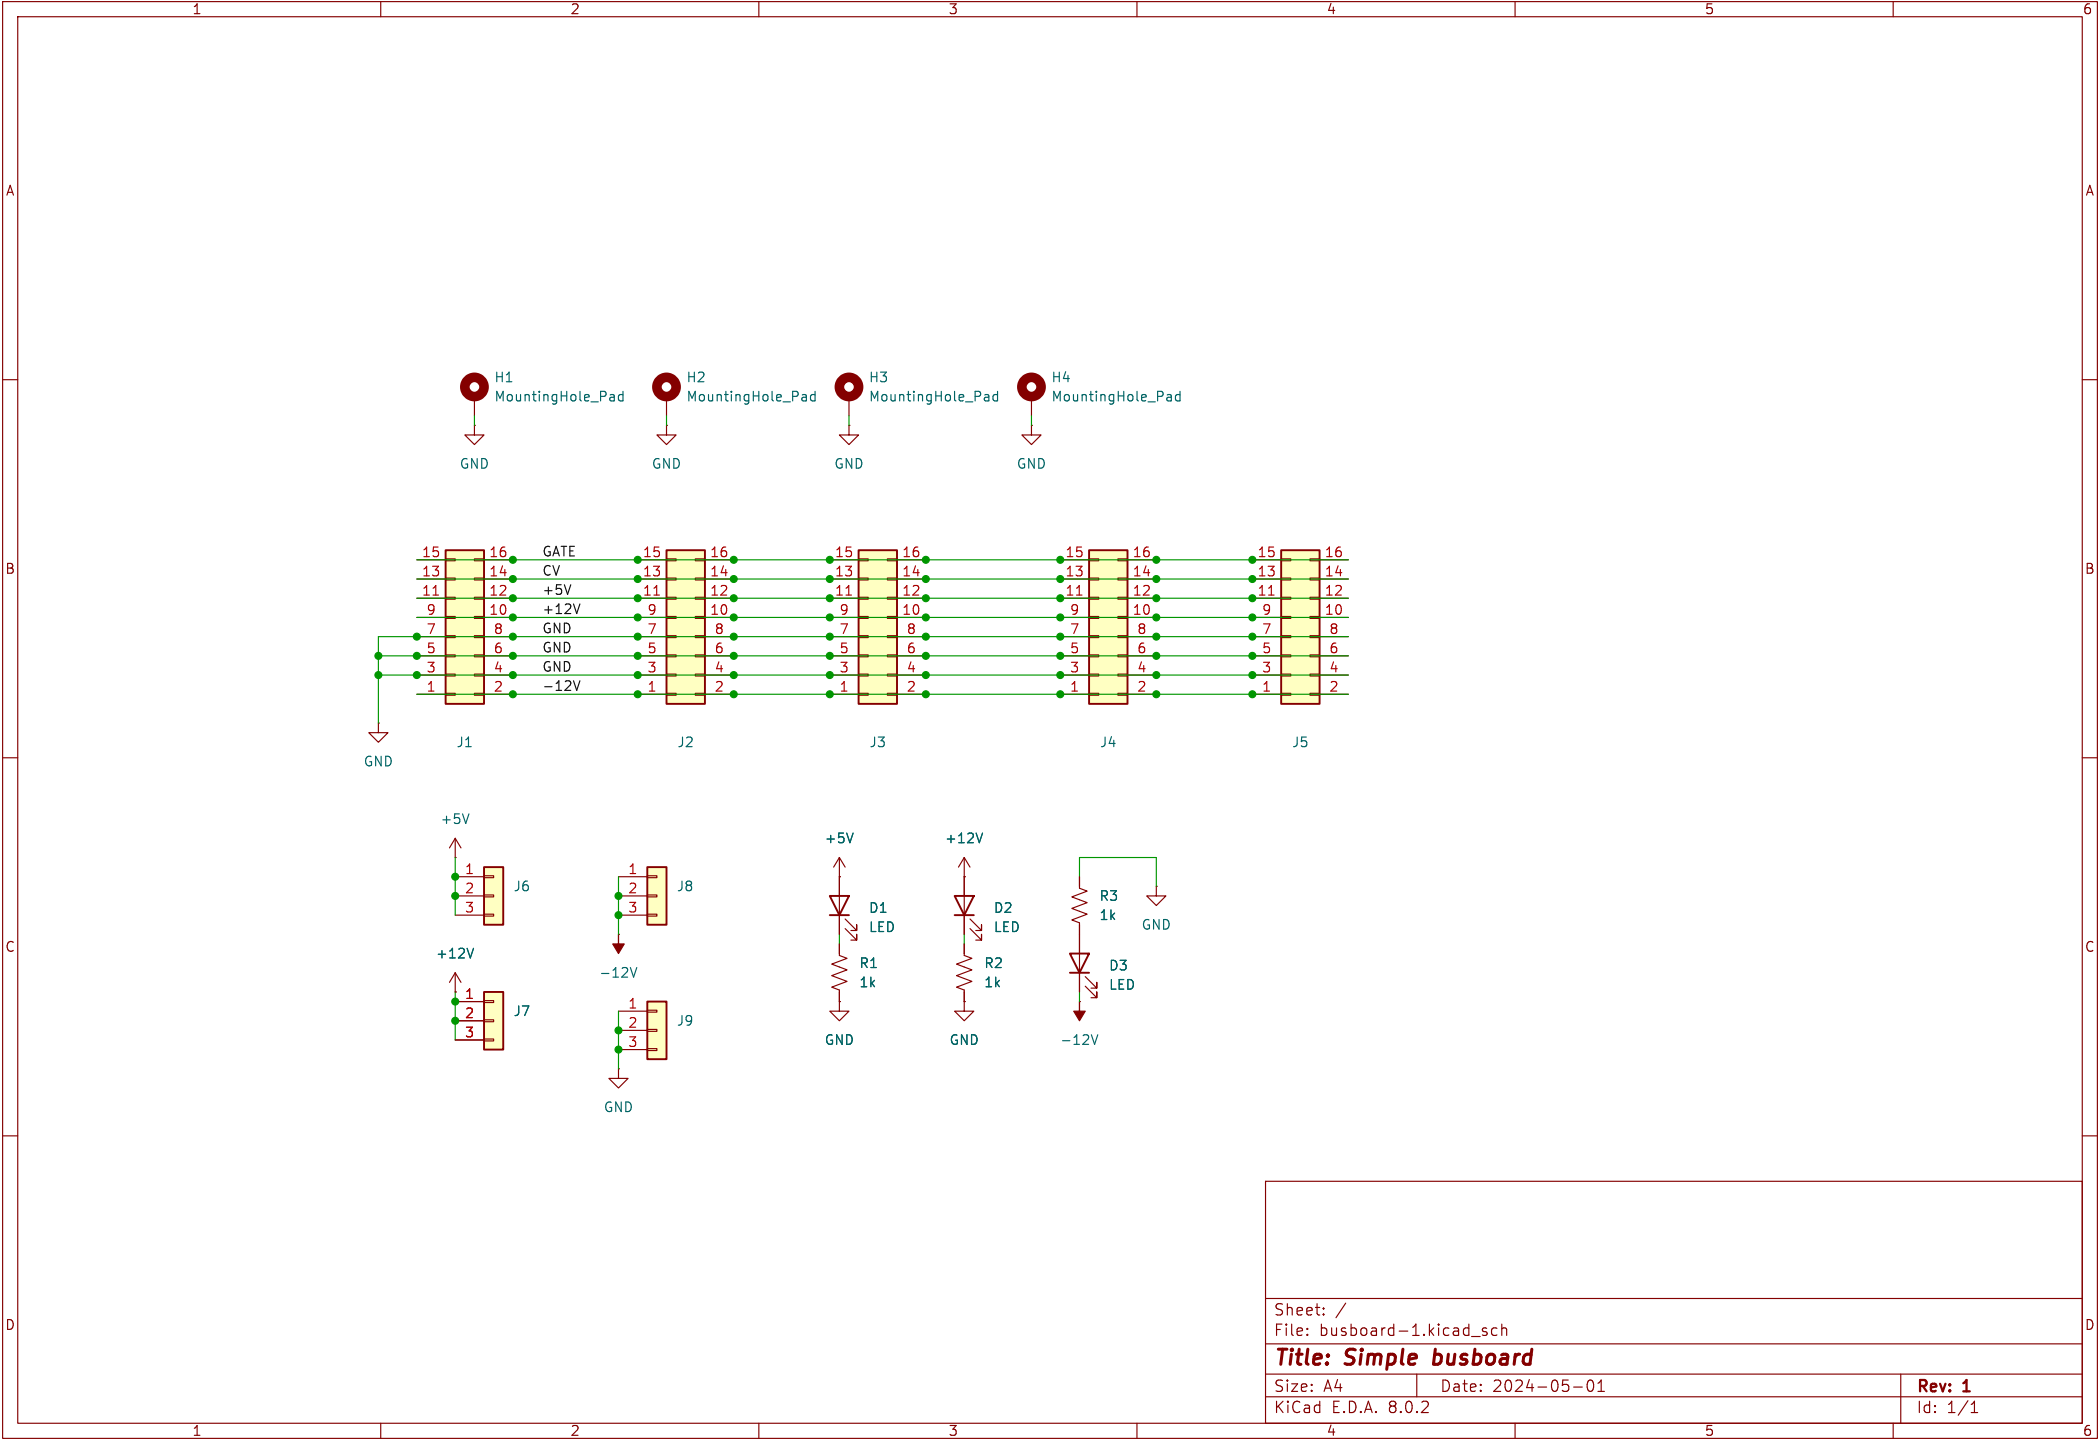 1 2 3 4 5 6
A A
H1 H2 H3 H4
MountingHole_Pad MountingHole_Pad MountingHole_Pad MountingHole_Pad
GND GND GND GND
B B
15 16 GATE 15 16 15 16 15 16 15 16
13 14 CV 13 14 13 14 13 14 13 14
11 12 +5V 11 12 11 12 11 12 11 12
9 10 +12V 9 10 9 10 9 10 9 10
7 8 GND 7 8 7 8 7 8 7 8
5 6 GND 5 6 5 6 5 6 5 6
3 4 GND 3 4 3 4 3 4 3 4
1 2 -12V 1 2 1 2 1 2 1 2
J1 J2 J3 J4 J5
GND
+5V
1
2
3
J6
1
2
3
J8
-12V
+12V
1
2
3
J7
1
2
3
J9
GND
+5V
D1
LED
R1
1k
GND
+12V
D2
LED
R2
1k
GND
R3
1k
GND
D3
LED
-12V
C C
D D
Sheet: /
File: busboard-1.kicad_sch
Title: Simple busboard
Size: A4 Date: 2024-05-01 Rev: 1
KiCad E.D.A. 8.0.2 Id: 1/1
1 2 3 4 5 6